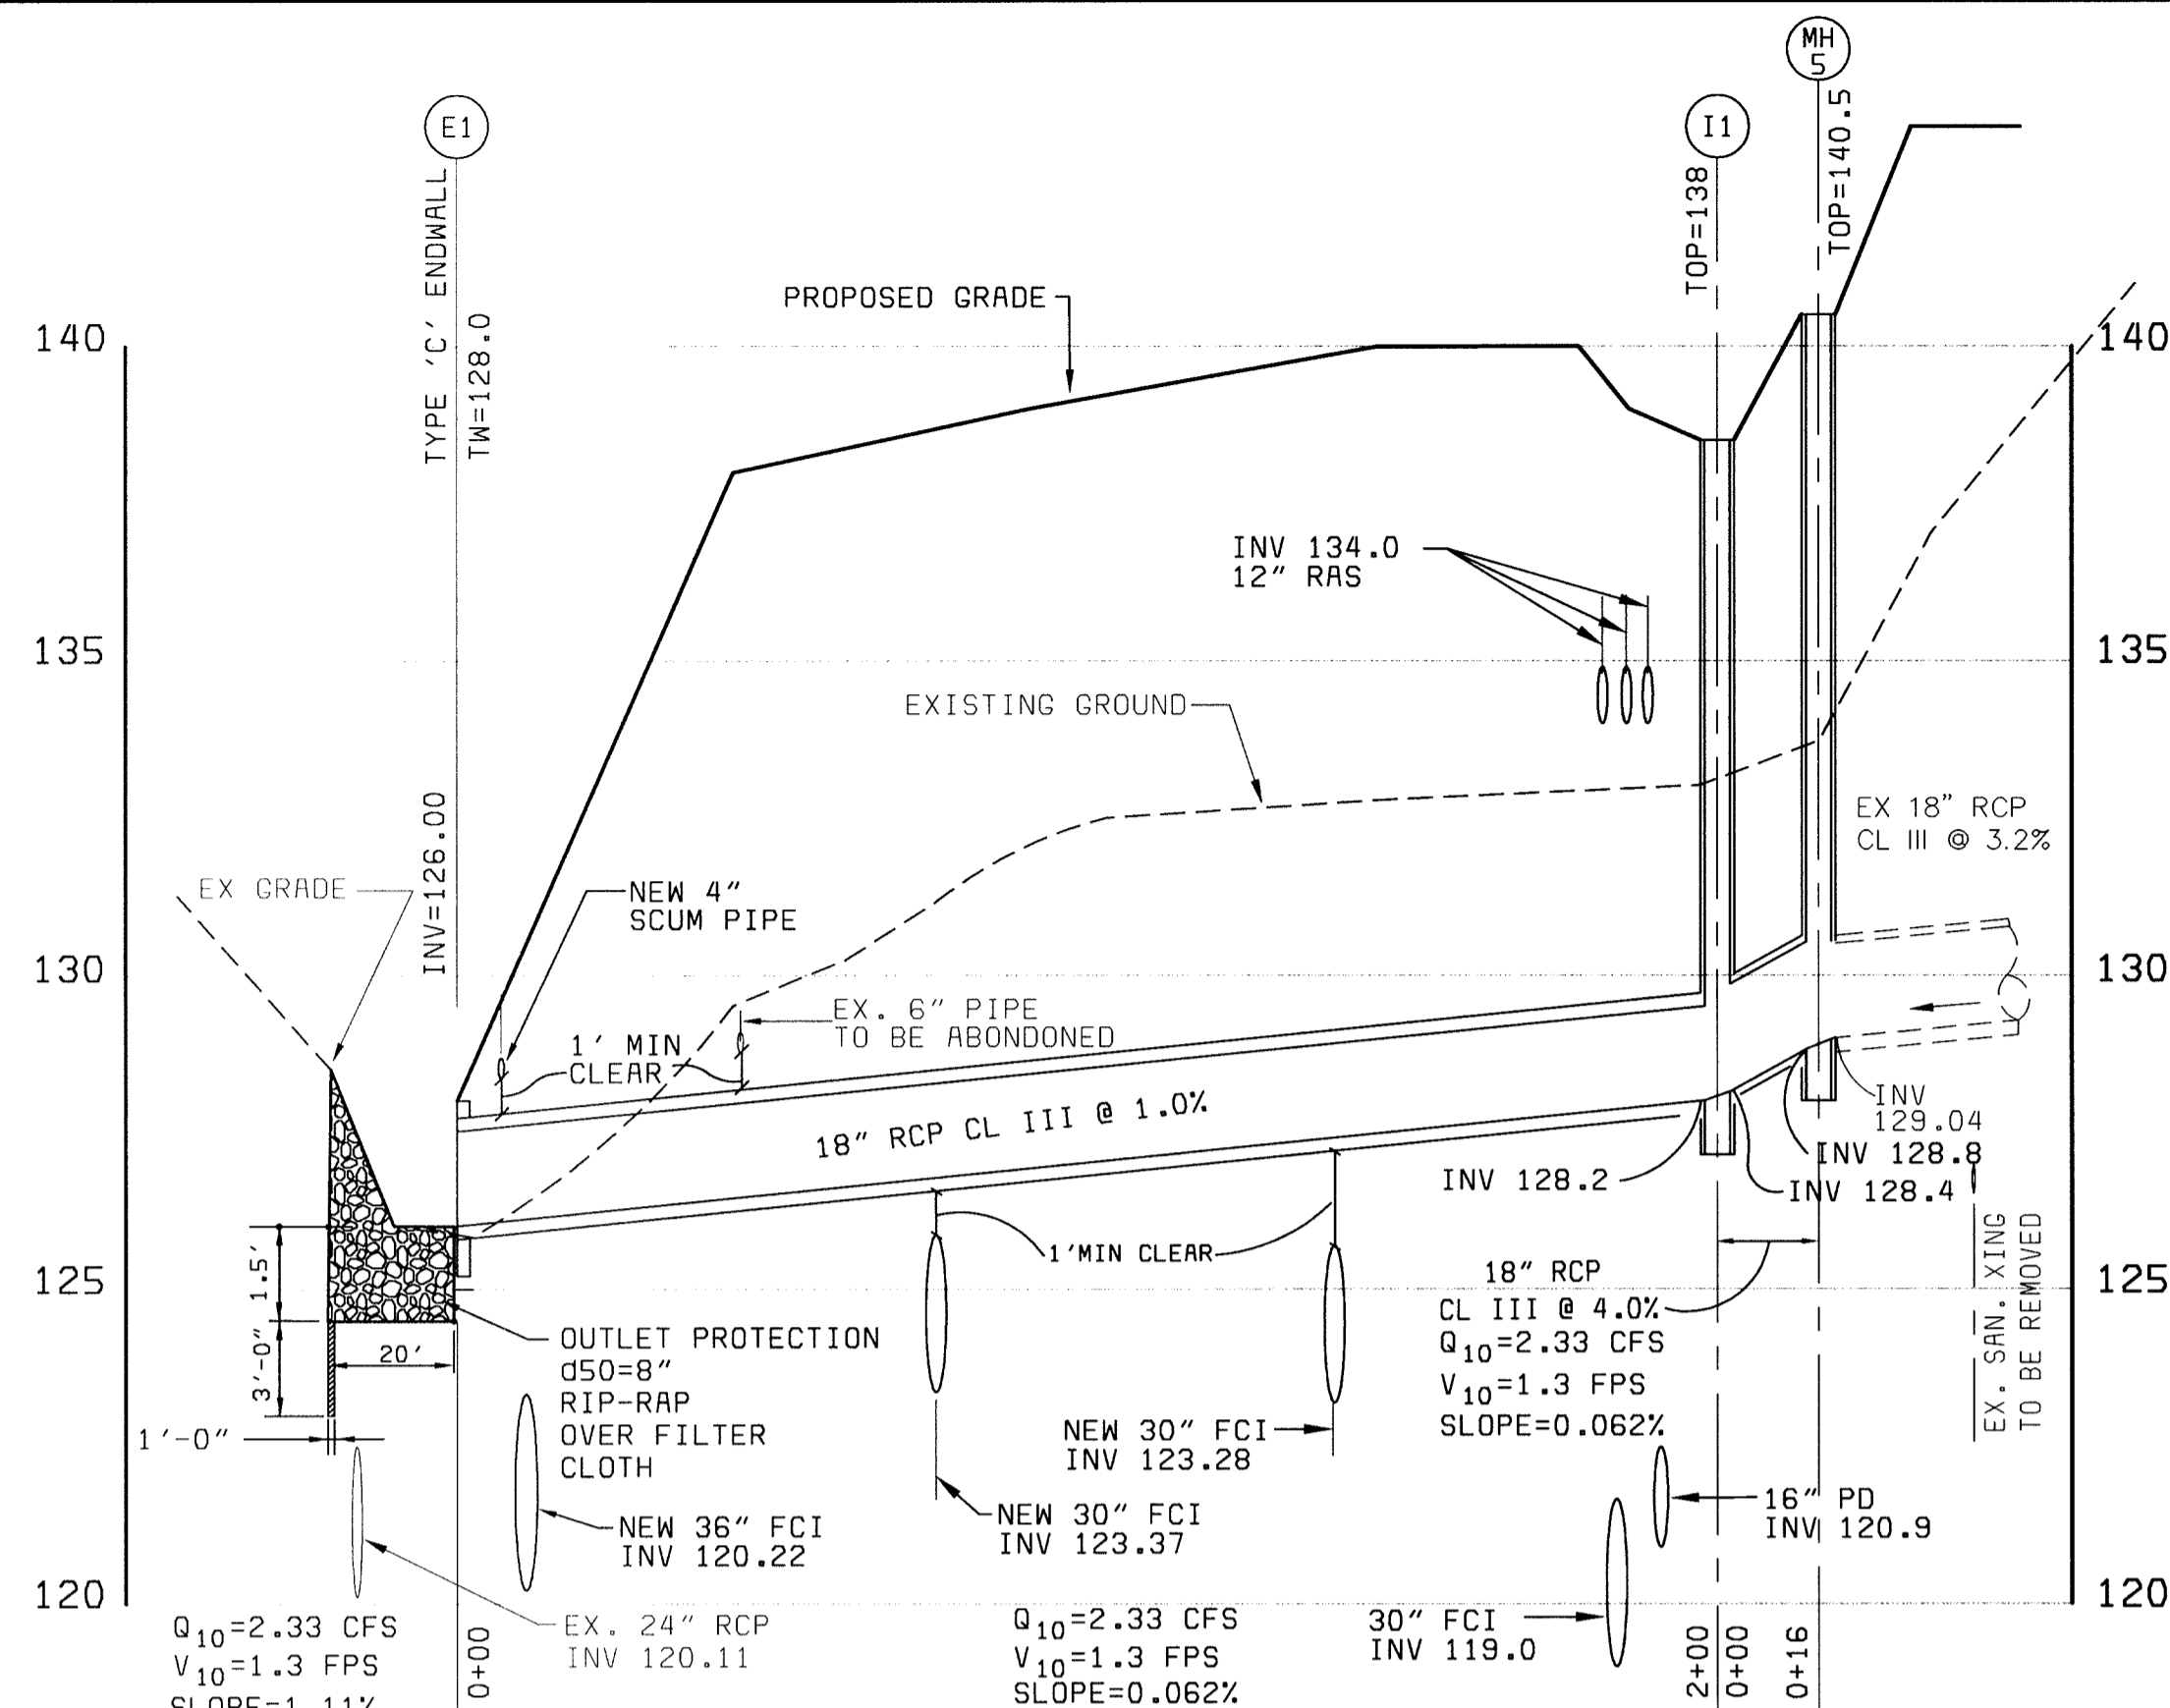 MH
5
E1
I1
TYPE 'C' ENDWALL
TW=128.0
TOP=138
TOP=140.5
PROPOSED GRADE
140
140
INV 134.0
12" RAS
135
135
EXISTING GROUND
EX 18" RCP
CL III @ 3.2%
INV=126.00
EX GRADE
NEW 4"
SCUM PIPE
130
130
EX. 6" PIPE
TO BE ABONDONED
1' MIN
CLEAR
18" RCP CL III @ 1.0%
INV
129.04
INV 128.8
INV 128.2
INV 128.4
1'MIN CLEAR
EX. SAN. XING
TO BE REMOVED
125
125
1.5'
3'-0"
20'
1'-0"
OUTLET PROTECTION
d50=8"
RIP-RAP
OVER FILTER
CLOTH
18" RCP
CL III @ 4.0%
Q10=2.33 CFS
V10=1.3 FPS
SLOPE=0.062%
NEW 30" FCI
INV 123.28
NEW 30" FCI
INV 123.37
NEW 36" FCI
INV 120.22
16" PD
INV 120.9
120
120
EX. 24" RCP
INV 120.11
30" FCI
INV 119.0
Q10=2.33 CFS
V10=1.3 FPS
SLOPE=1.11%
Q10=2.33 CFS
V10=1.3 FPS
SLOPE=0.062%
0+00
2+00
0+00
0+16